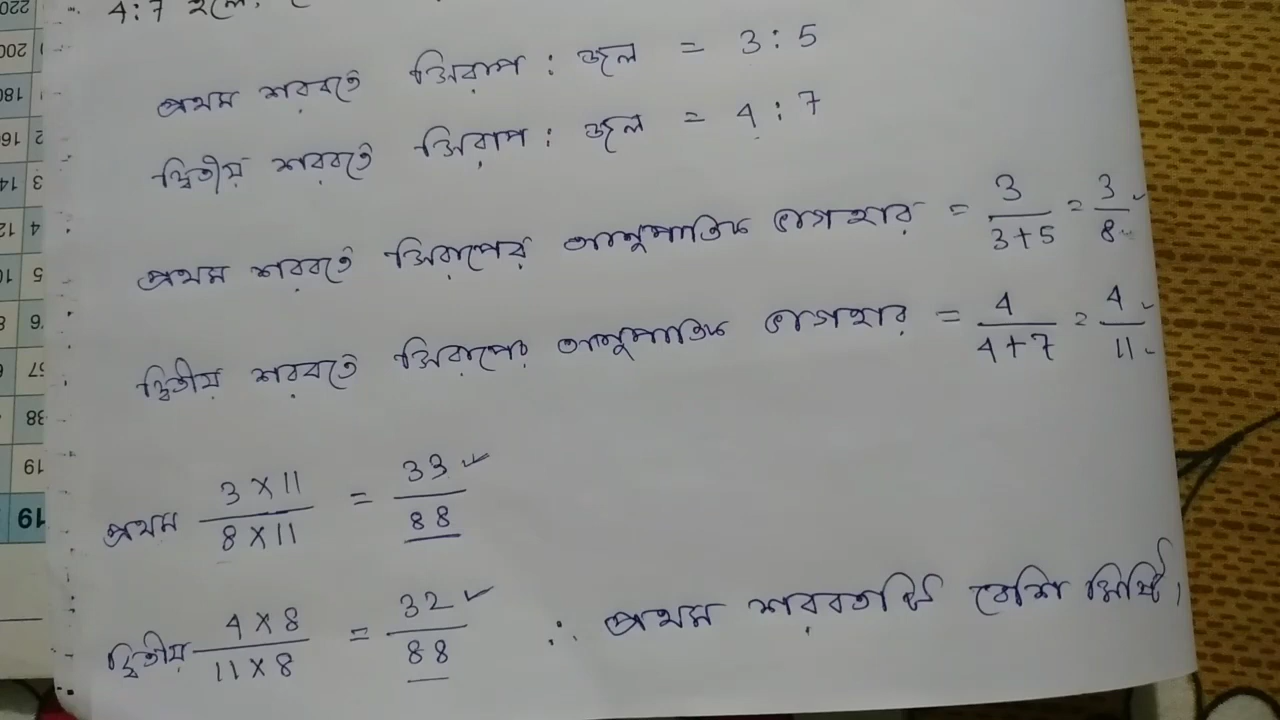 4:7 হলে,
প্রথম শরবতে সিরাপ : জল = 3 : 5
দ্বিতীয় শরবতে সিরাপ : জল = 4 : 7
প্রথম শরবতে সিরাপের আনুপাতিক ভাগহার = 3/(3+5) = 3/8
দ্বিতীয় শরবতে সিরাপের আনুপাতিক ভাগহার = 4/(4+7) = 4/11
প্রথম (3×11)/(8×11) = 33/88
দ্বিতীয় (4×8)/(11×8) = 32/88 ∴ প্রথম শরবতটি বেশি মিষ্টি।